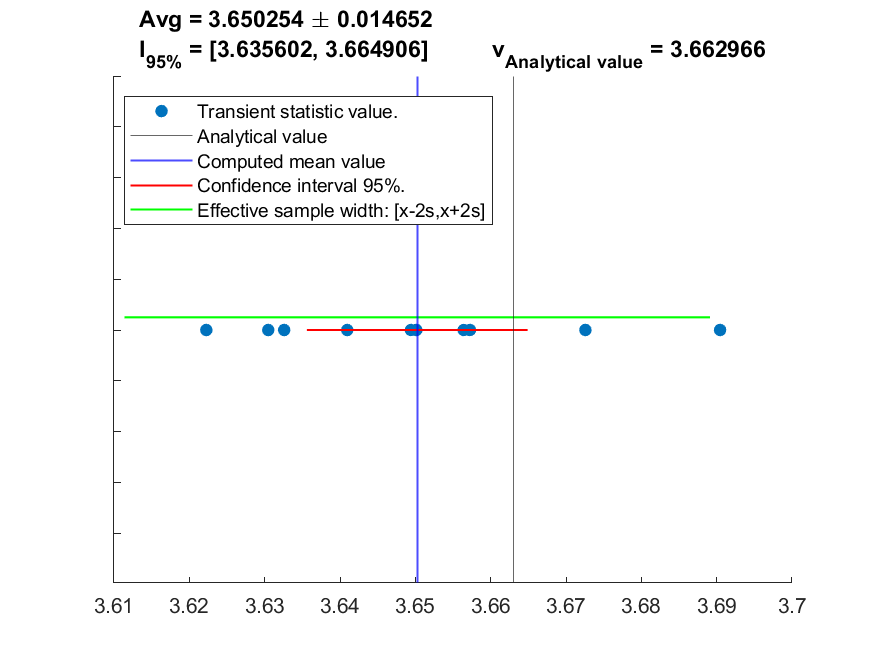 Avg = 3.650254 ± 0.014652
I95% = [3.635602, 3.664906]
vAnalytical value = 3.662966
Transient statistic value.
Analytical value
Computed mean value
Confidence interval 95%.
Effective sample width: [x-2s,x+2s]
3.61 3.62 3.63 3.64 3.65 3.66 3.67 3.68 3.69 3.7